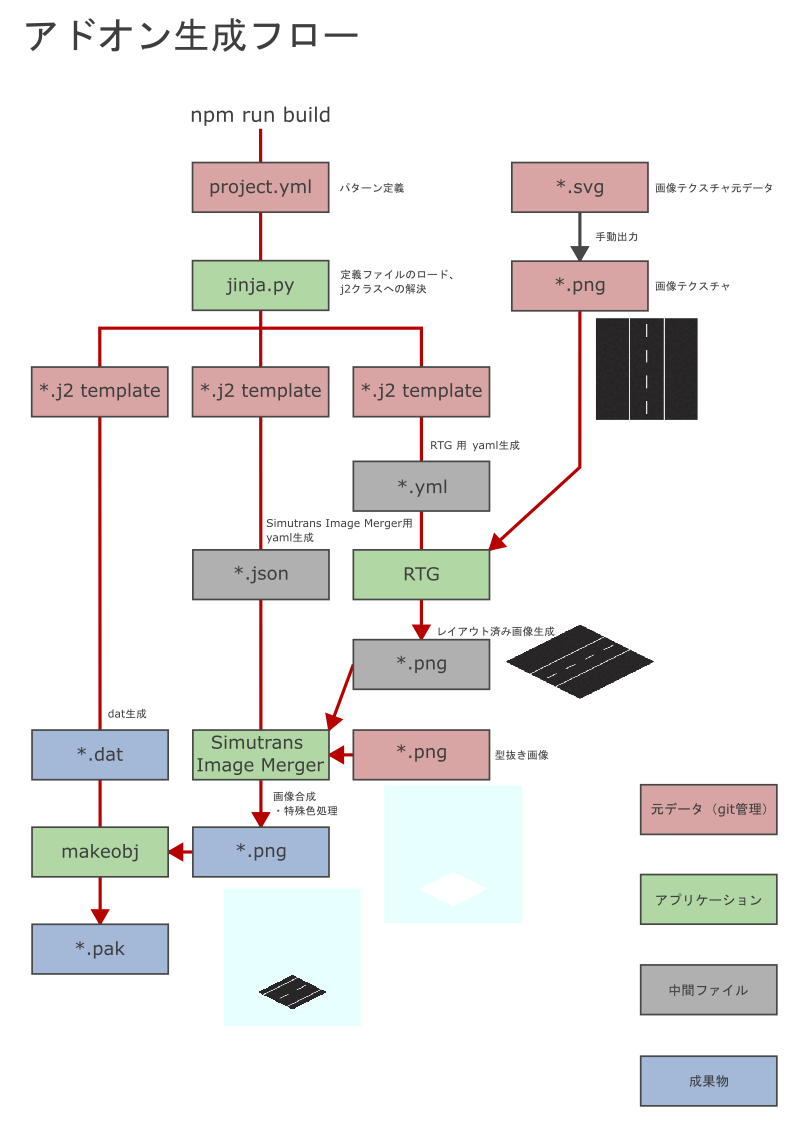 アドオン生成フロー
npm run build
project.yml
パターン定義
*.svg
画像テクスチャ元データ
手動出力
jinja.py
定義ファイルのロード、
j2クラスへの解決
*.png
画像テクスチャ
*.j2 template
*.j2 template
*.j2 template
RTG 用 yaml生成
*.yml
Simutrans Image Merger用
yaml生成
*.json
RTG
レイアウト済み画像生成
*.png
dat生成
*.dat
Simutrans
Image Merger
*.png
型抜き画像
画像合成
・特殊色処理
makeobj
*.png
*.pak
元データ（git管理）
アプリケーション
中間ファイル
成果物